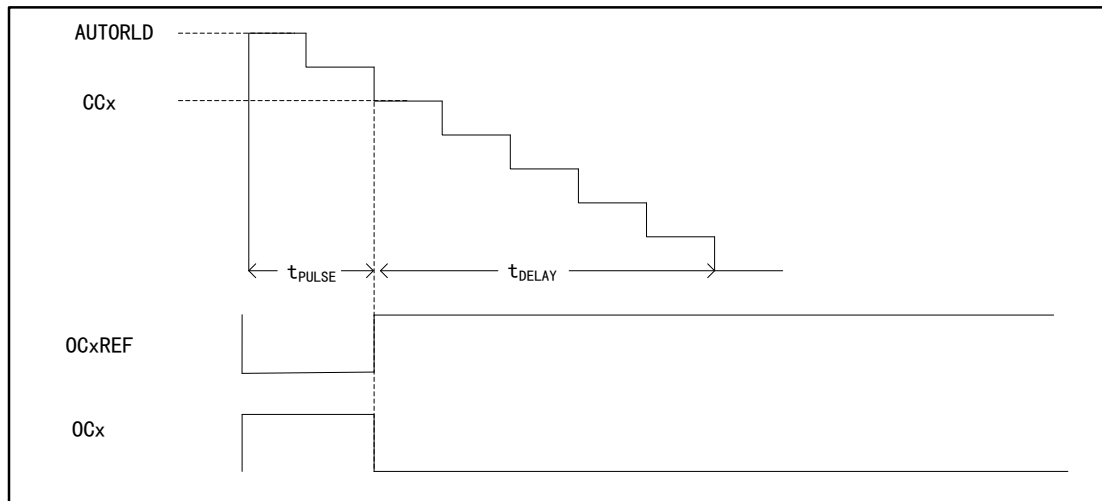 AUTORLD
CCx
tPULSE
tDELAY
OCxREF
OCx